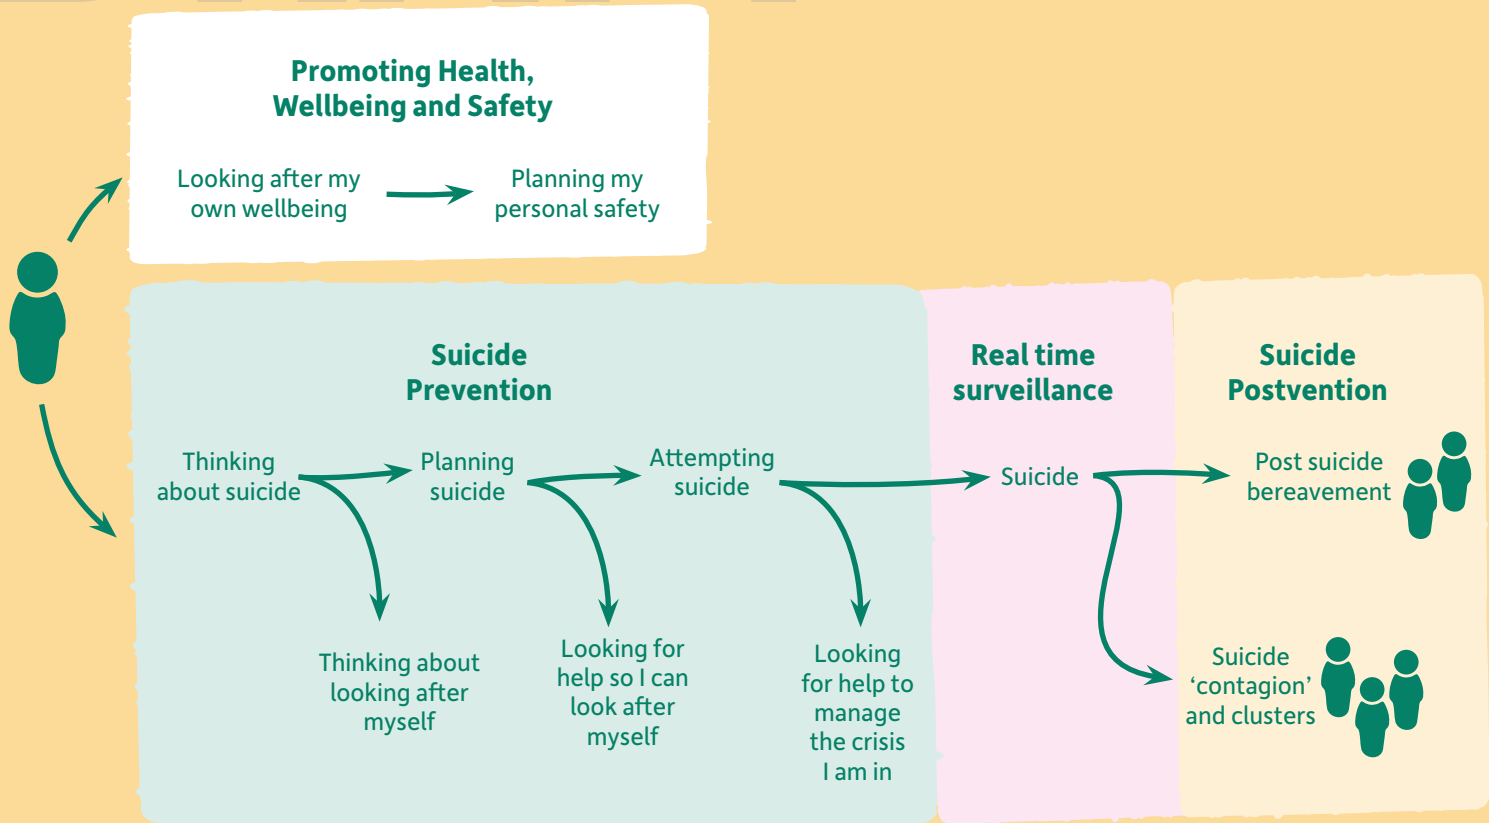 Promoting Health,
Wellbeing and Safety
Looking after my
own wellbeing
Planning my
personal safety
Suicide
Prevention
Thinking
about suicide
Planning
suicide
Attempting
suicide
Thinking about
looking after
myself
Looking for
help so I can
look after
myself
Looking
for help to
manage
the crisis
I am in
Real time
surveillance
Suicide
Suicide
Postvention
Post suicide
bereavement
Suicide
‘contagion’
and clusters